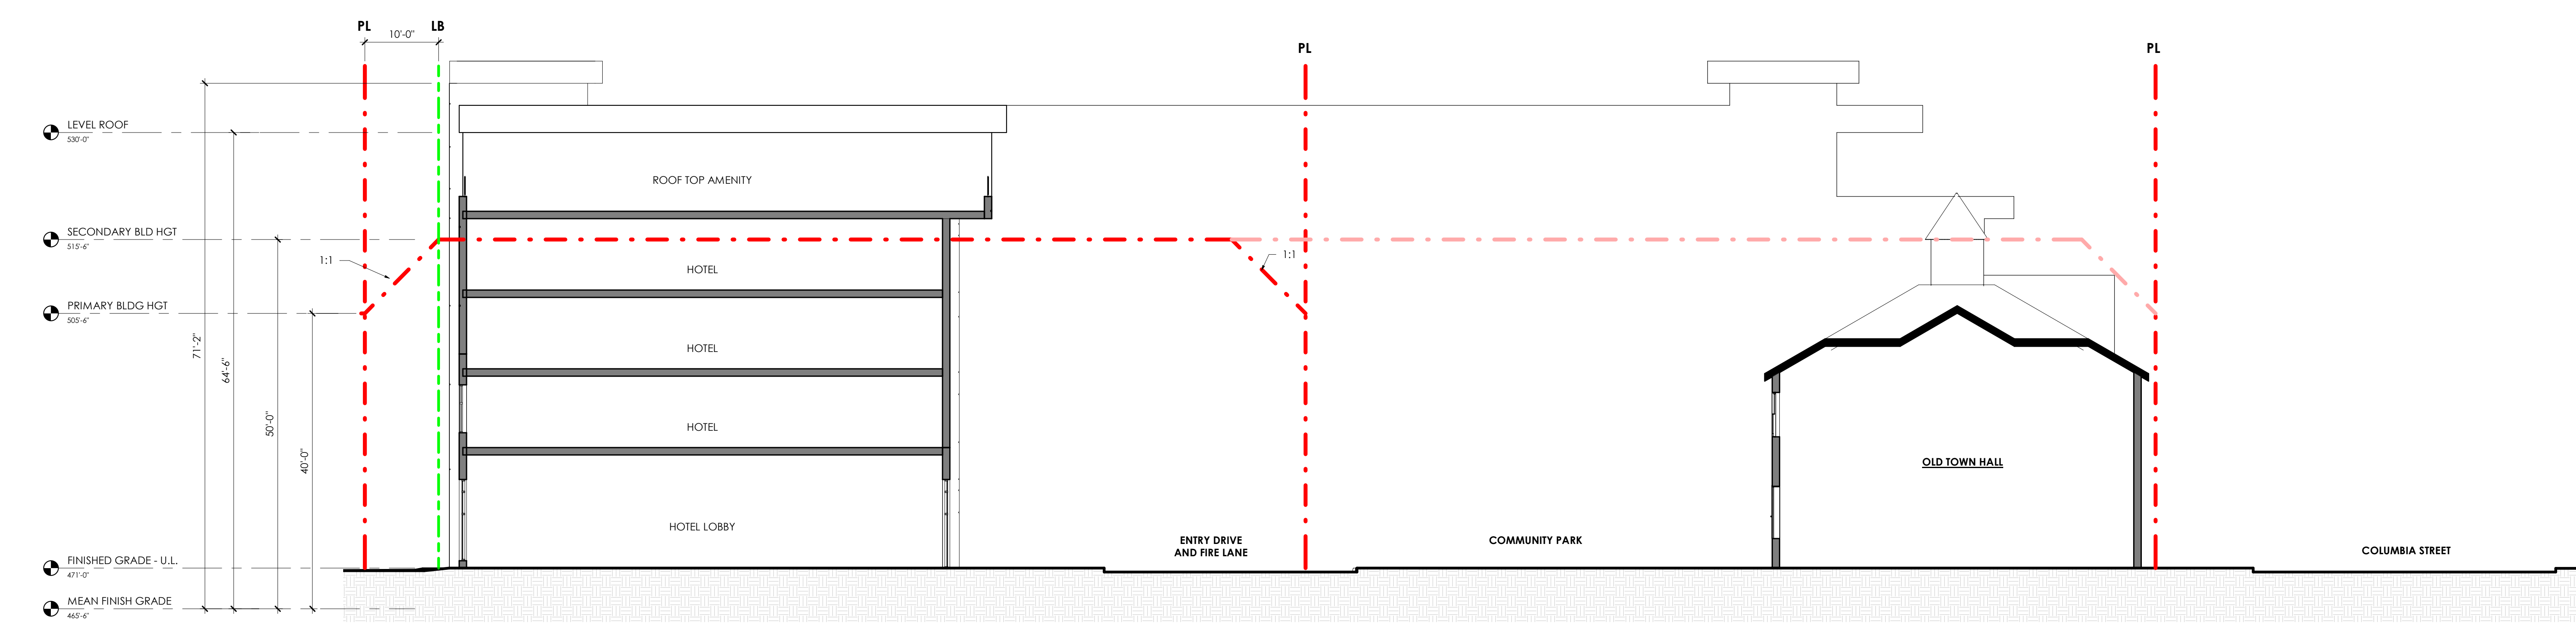 PL
LB
10'-0"
PL
PL
LEVEL ROOF
530'-0"
ROOF TOP AMENITY
SECONDARY BLD HGT
515'-6"
1:1
1:1
HOTEL
PRIMARY BLDG HGT
505'-6"
71'-2"
64'-6"
50'-0"
40'-0"
HOTEL
HOTEL
OLD TOWN HALL
HOTEL LOBBY
ENTRY DRIVE
AND FIRE LANE
COMMUNITY PARK
COLUMBIA STREET
FINISHED GRADE - U.L.
471'-0"
MEAN FINISH GRADE
465'-6"